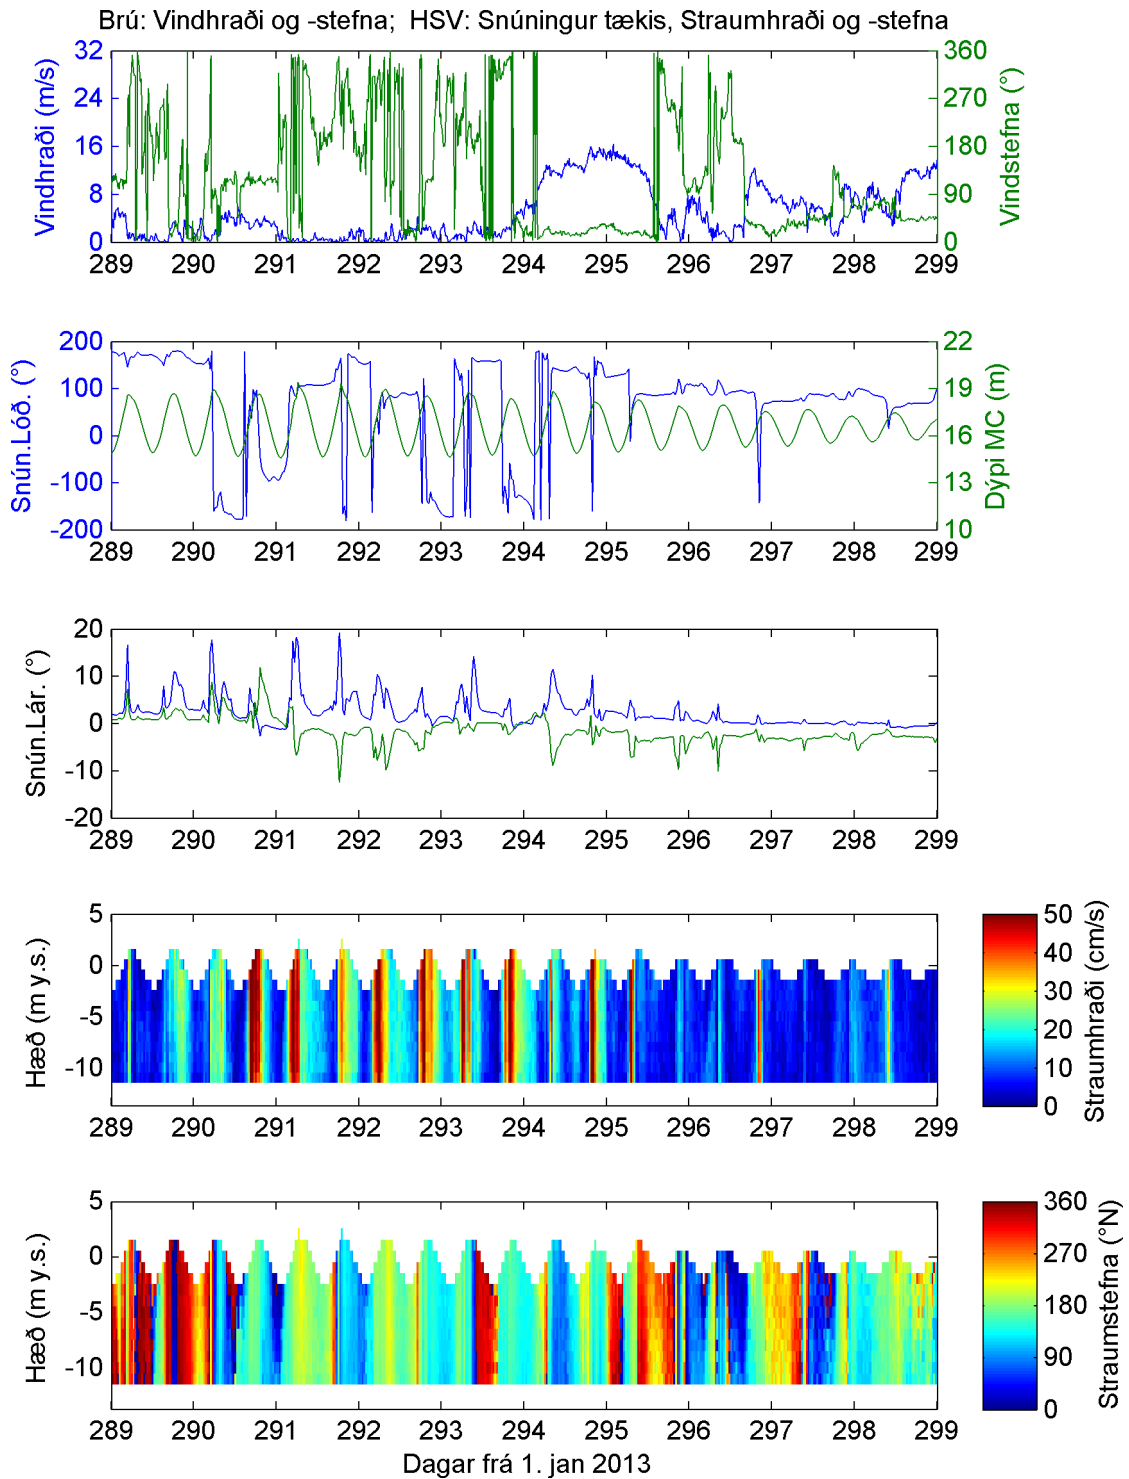 Brú: Vindhraði og -stefna;  HSV: Snúningur tækis, Straumhraði og -stefna
Vindhraði (m/s)
32
24
16
8
0
360
270
180
90
0
Vindstefna (°)
289 290 291 292 293 294 295 296 297 298 299
Snún.Lóð. (°)
200
100
0
-100
-200
22
19
16
13
10
Dýpi MC (m)
289 290 291 292 293 294 295 296 297 298 299
Snún.Lár. (°)
20
10
0
-10
-20
289 290 291 292 293 294 295 296 297 298 299
Hæð (m y.s.)
5
0
-5
-10
289 290 291 292 293 294 295 296 297 298 299
50
40
30
20
10
0
Straumhraði (cm/s)
Hæð (m y.s.)
5
0
-5
-10
289 290 291 292 293 294 295 296 297 298 299
360
270
180
90
0
Straumstefna (°N)
Dagar frá 1. jan 2013